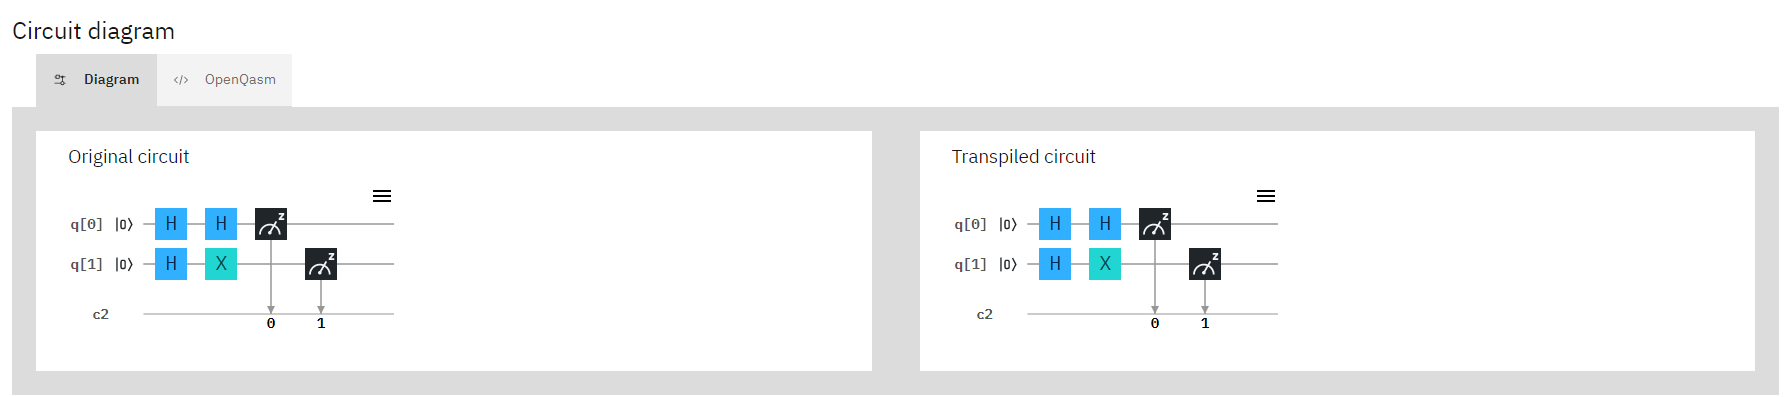 Circuit diagram
Diagram
</> OpenQasm
Original circuit
q[0] |0⟩ H H z
q[1] |0⟩ H X z
c2
0 1
Transpiled circuit
q[0] |0⟩ H H z
q[1] |0⟩ H X z
c2
0 1